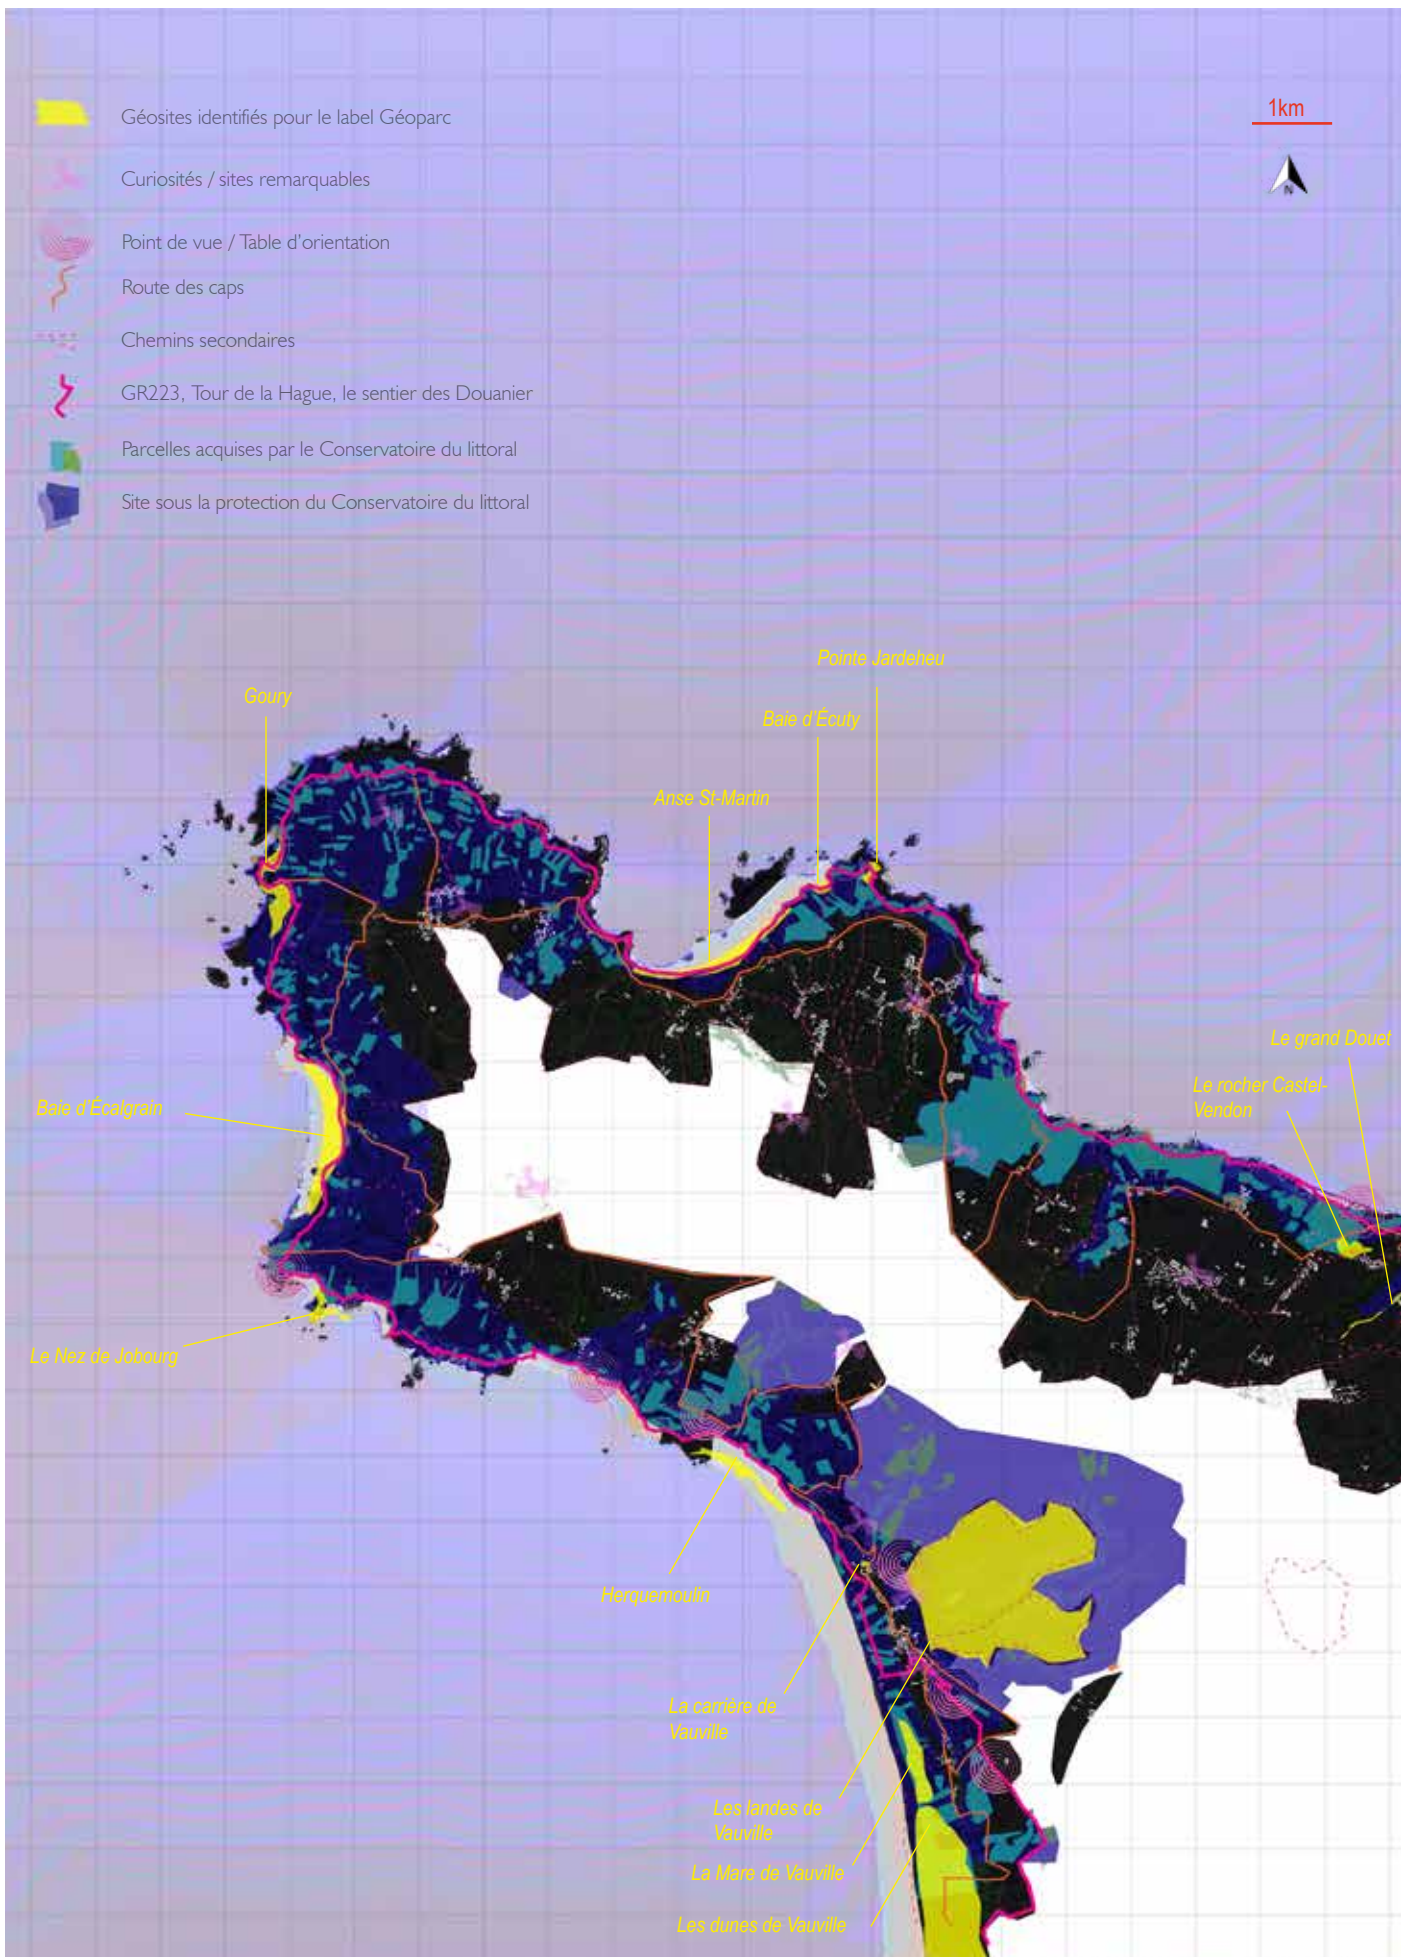 Géosites identifiés pour le label Géoparc
1km
Curiosités / sites remarquables
N
Point de vue / Table d'orientation
Route des caps
Chemins secondaires
GR223, Tour de la Hague, le sentier des Douanier
Parcelles acquises par le Conservatoire du littoral
Site sous la protection du Conservatoire du littoral
Pointe Jardeheu
Goury
Baie d'Écuty
Anse St-Martin
Le grand Douet
Le rocher Castel-
Vendon
Baie d'Écalgrain
Le Nez de Jobourg
Herquemoulin
La carrière de
Vauville
Les landes de
Vauville
La Mare de Vauville
Les dunes de Vauville